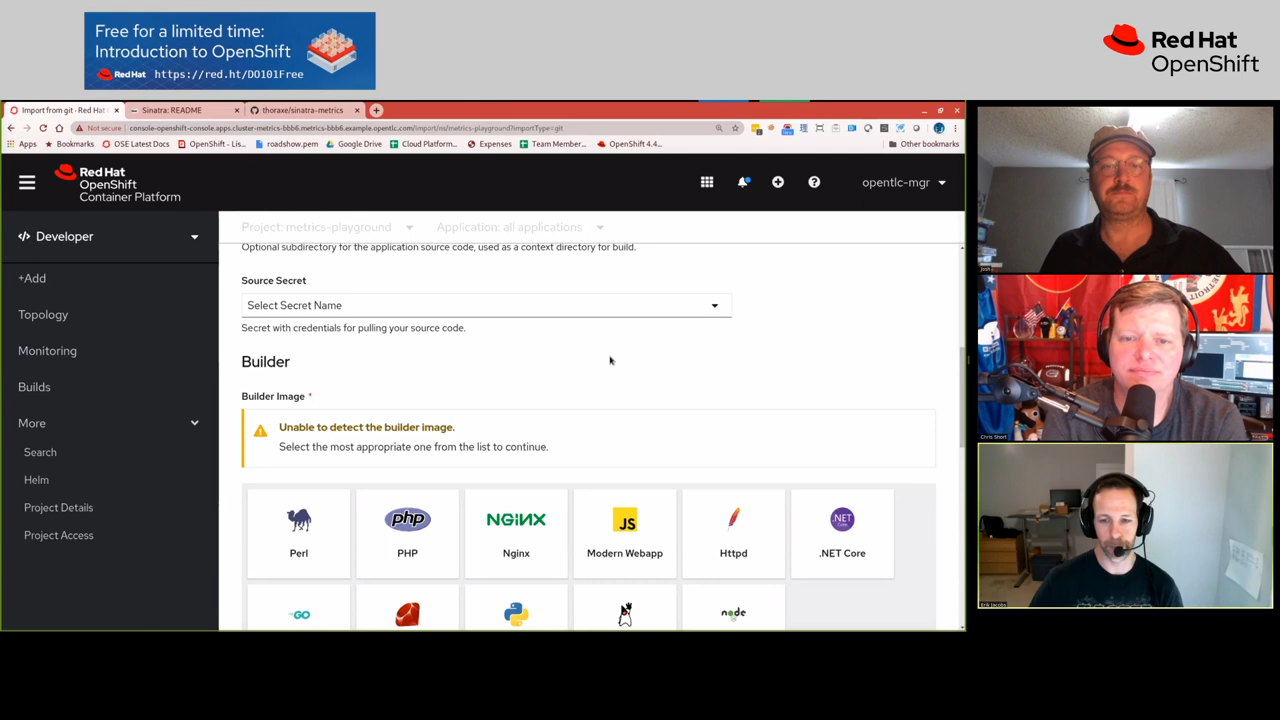 Free for a limited time:
Introduction to OpenShift
Red Hat https://red.ht/DO101Free
Red Hat
OpenShift
Import from git · Red Hat
Sinatra: README
thoraxe/sinatra-metrics
Not secure console-openshift-console.apps.cluster-metrics-bbb6.metrics-bbb6.example.opentlc.com/import/ns/metrics-playground?importType=git
Apps Bookmarks OSE Latest Docs OpenShift - Lis... roadshow.pem Google Drive Cloud Platform... Expenses Team Member... OpenShift 4.4... Other bookmarks
Red Hat
OpenShift
Container Platform
opentlc-mgr
Developer
+Add
Topology
Monitoring
Builds
More
Search
Helm
Project Details
Project Access
Project: metrics-playground Application: all applications
Optional subdirectory for the application source code, used as a context directory for build.
Source Secret
Select Secret Name
Secret with credentials for pulling your source code.
Builder
Builder Image *
Unable to detect the builder image.
Select the most appropriate one from the list to continue.
php
NGINX
JS
.NET
Core
Perl
PHP
Nginx
Modern Webapp
Httpd
.NET Core
GO
node
Josh
Chris Short
Erik Jacobs